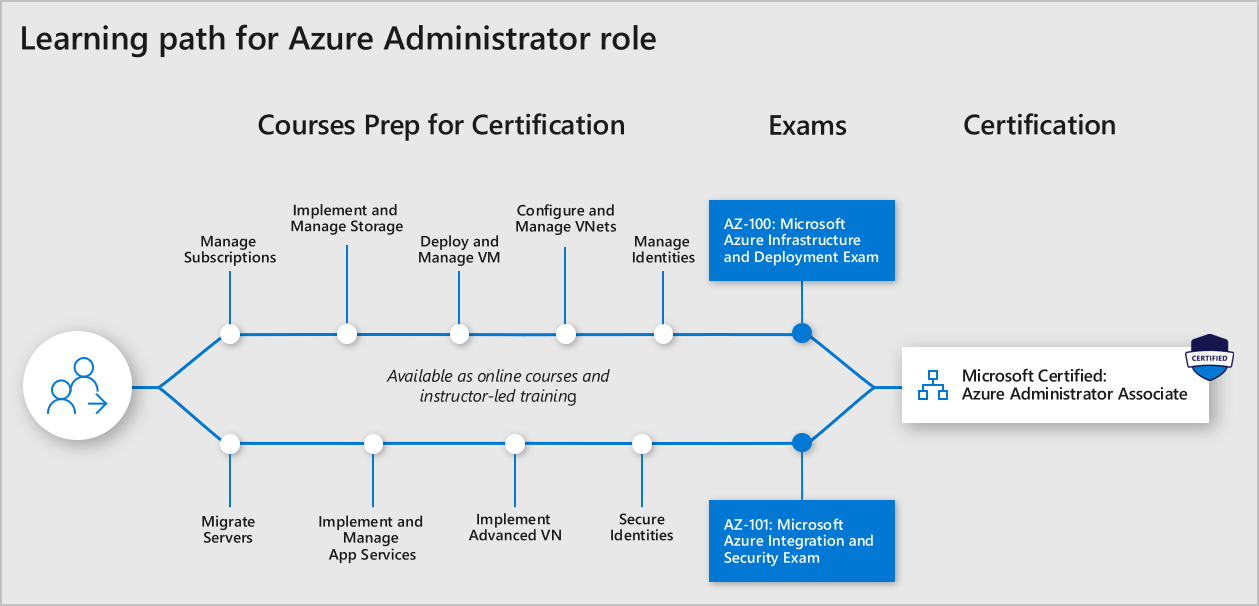 Learning path for Azure Administrator role
Courses Prep for Certification
Exams
Certification
Manage
Subscriptions
Implement and
Manage Storage
Deploy and
Manage VM
Configure and
Manage VNets
Manage
Identities
AZ-100: Microsoft
Azure Infrastructure
and Deployment Exam
Available as online courses and
instructor-led training
CERTIFIED
Microsoft Certified:
Azure Administrator Associate
Migrate
Servers
Implement and
Manage
App Services
Implement
Advanced VN
Secure
Identities
AZ-101: Microsoft
Azure Integration and
Security Exam